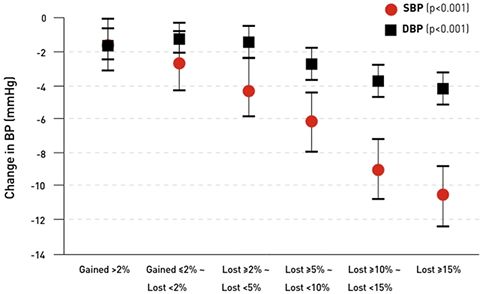 SBP (p<0.001)
DBP (p<0.001)
Change in BP (mmHg)
0
-2
-4
-6
-8
-10
-12
-14
Gained >2%
Gained ≤2% ~
Lost <2%
Lost ≥2% ~
Lost <5%
Lost ≥5% ~
Lost <10%
Lost ≥10% ~
Lost <15%
Lost ≥15%